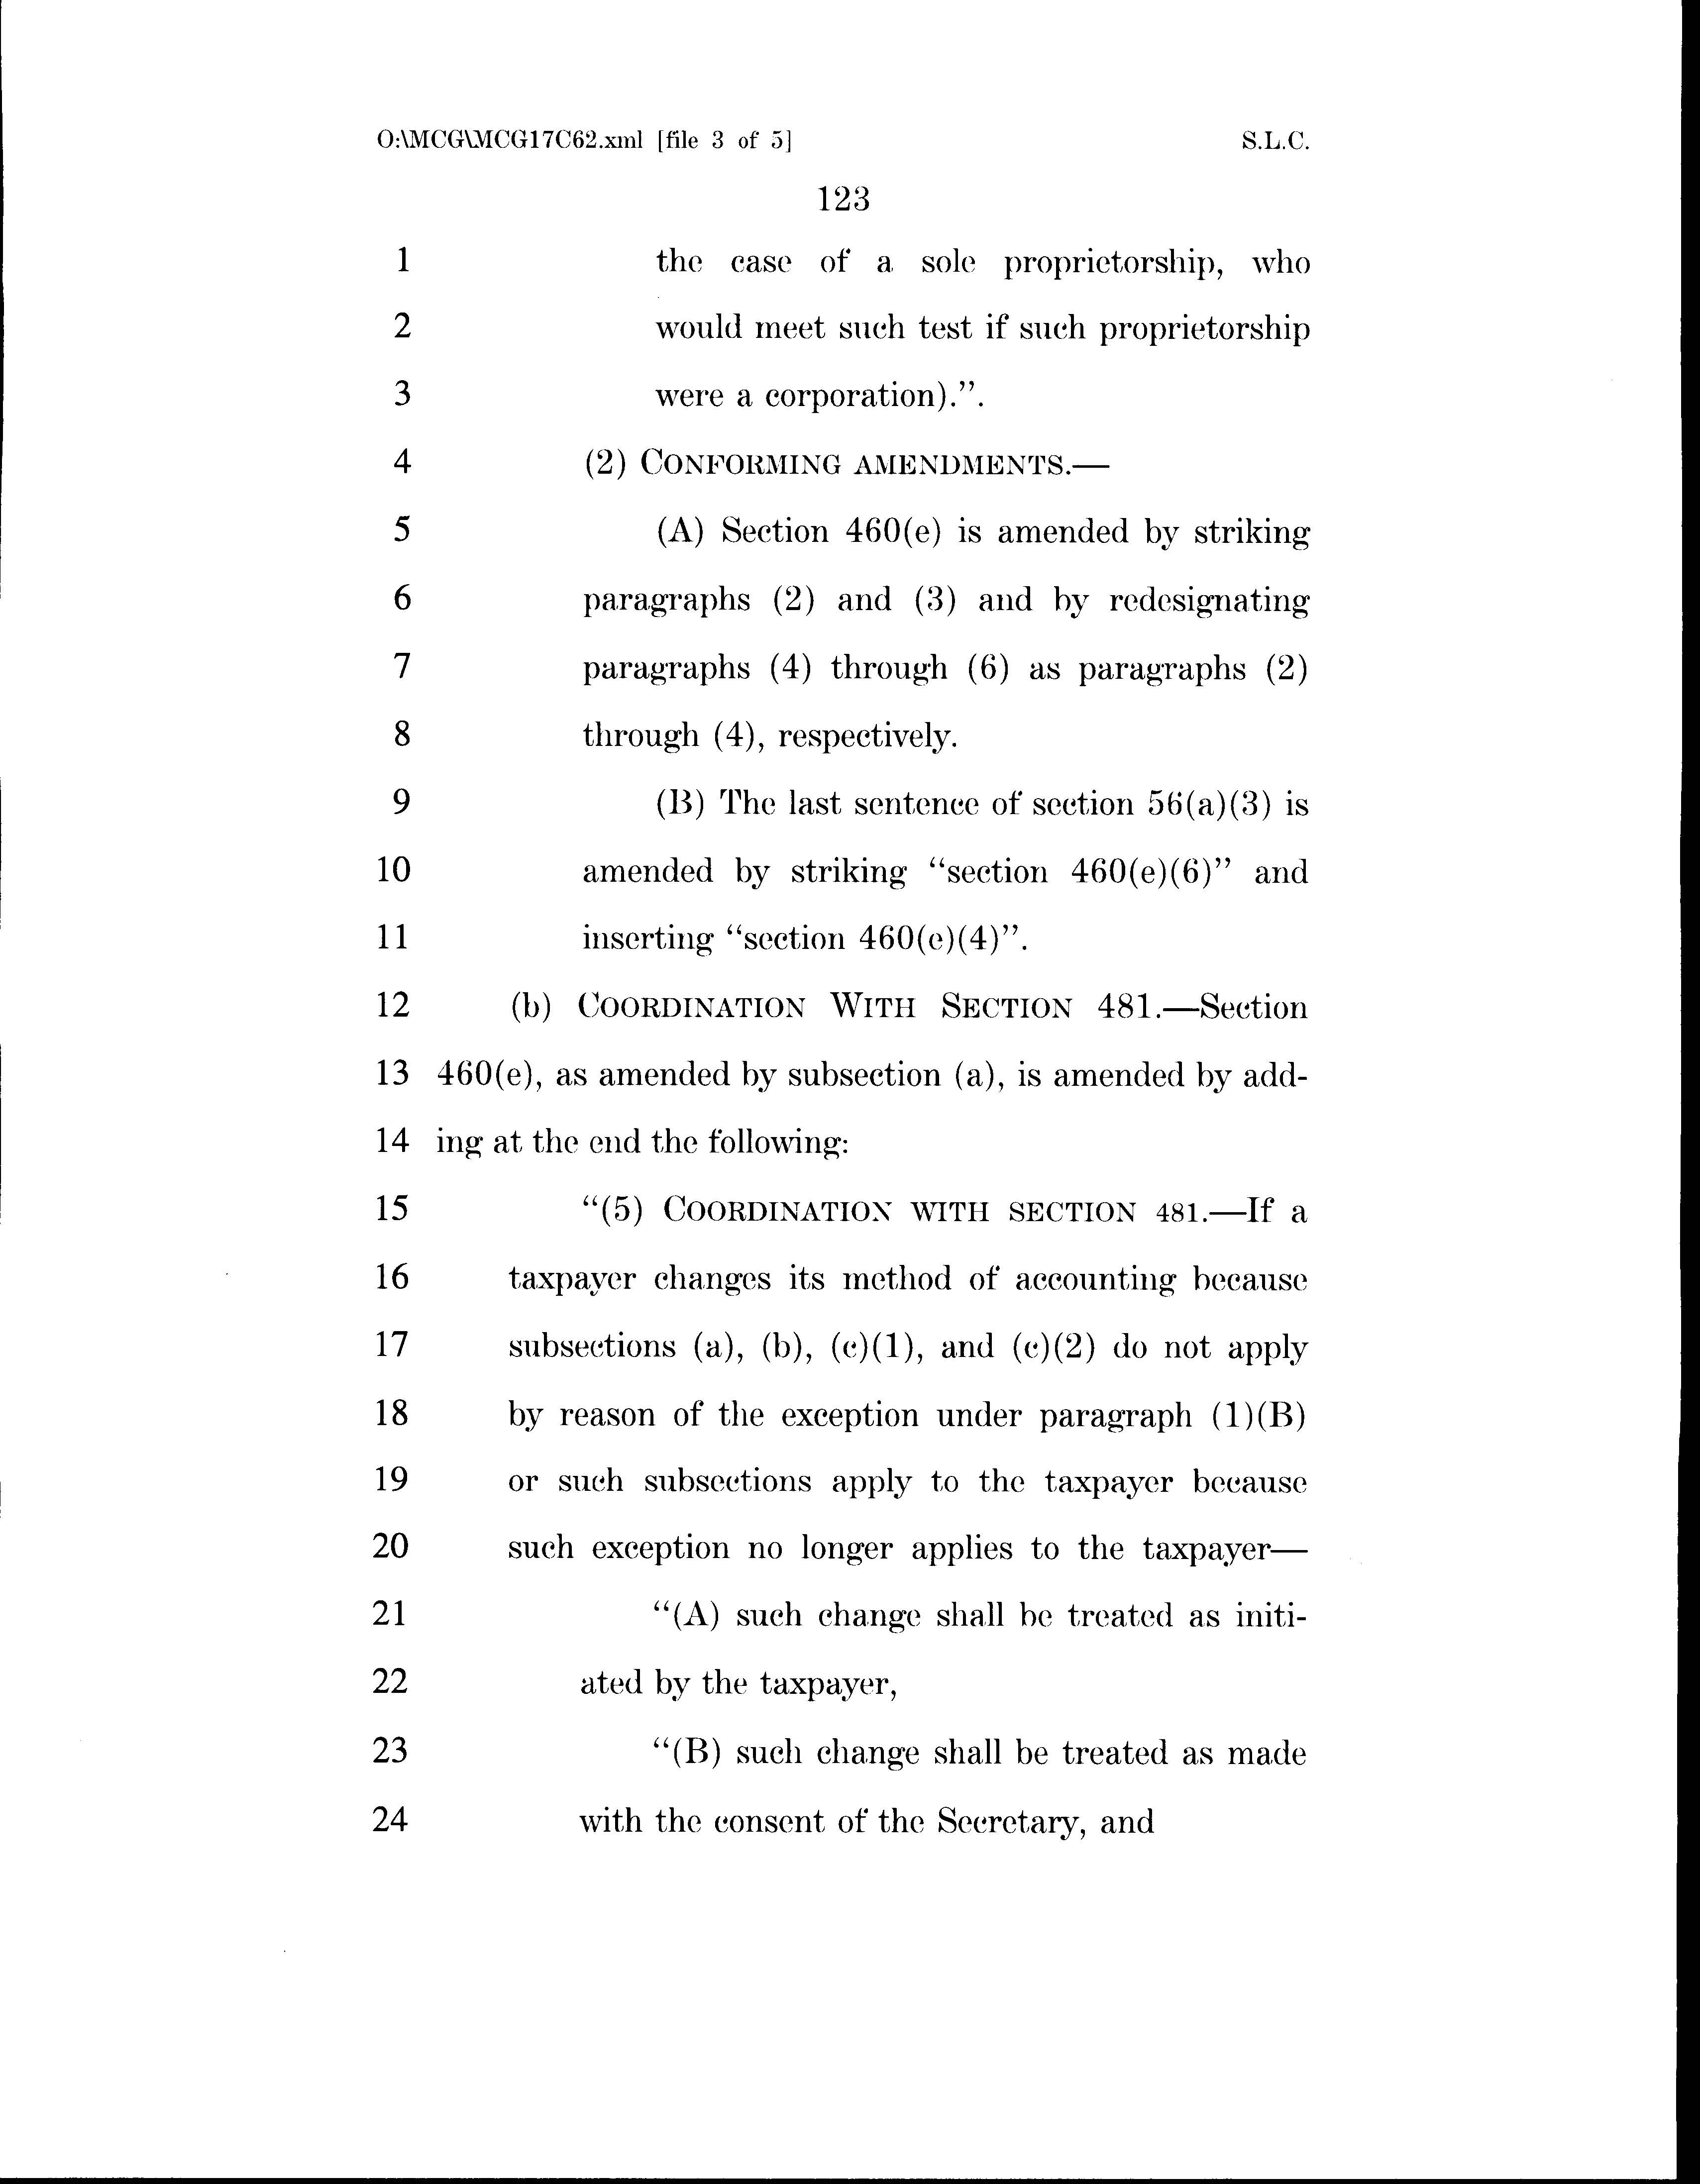 O:\MCG\MCG17C62.xml [file 3 of 5] S.L.C.
123
1 the case of a sole proprietorship, who
2 would meet such test if such proprietorship
3 were a corporation).”.
4 (2) CONFORMING AMENDMENTS.—
5 (A) Section 460(e) is amended by striking
6 paragraphs (2) and (3) and by redesignating
7 paragraphs (4) through (6) as paragraphs (2)
8 through (4), respectively.
9 (B) The last sentence of section 56(a)(3) is
10 amended by striking “section 460(e)(6)” and
11 inserting “section 460(e)(4)”.
12 (b) COORDINATION WITH SECTION 481.—Section
13 460(e), as amended by subsection (a), is amended by add-
14 ing at the end the following:
15 “(5) COORDINATION WITH SECTION 481.—If a
16 taxpayer changes its method of accounting because
17 subsections (a), (b), (c)(1), and (c)(2) do not apply
18 by reason of the exception under paragraph (1)(B)
19 or such subsections apply to the taxpayer because
20 such exception no longer applies to the taxpayer—
21 “(A) such change shall be treated as initi-
22 ated by the taxpayer,
23 “(B) such change shall be treated as made
24 with the consent of the Secretary, and